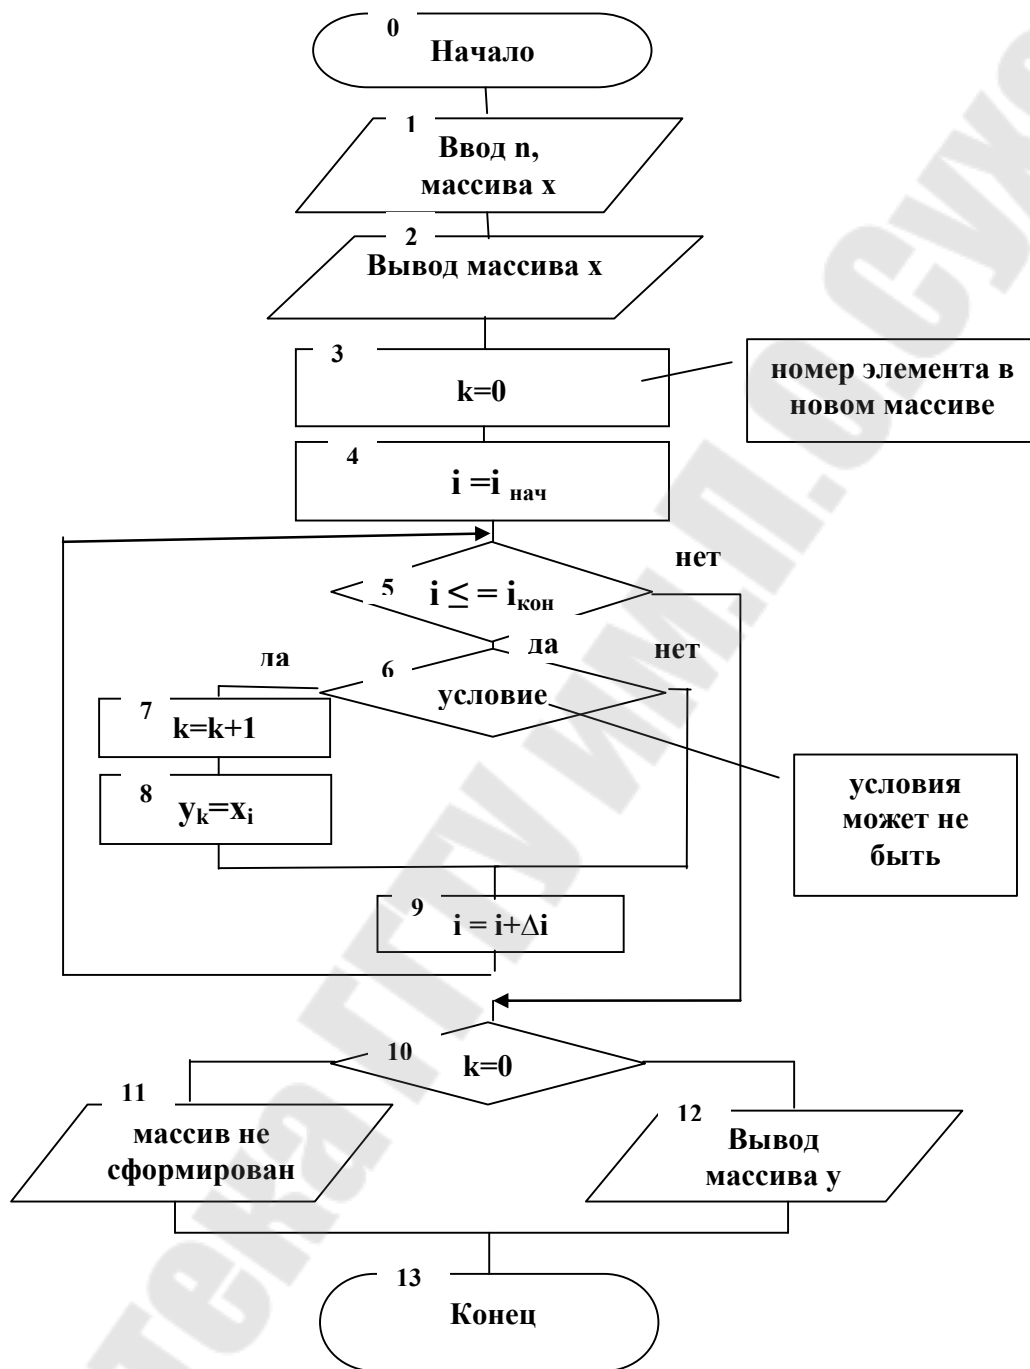 0
Начало
1
Ввод n,
массива x
2
Вывод массива x
3
k=0
номер элемента в
новом массиве
4
i =i нач
нет
5
i ≤ = iкон
да
нет
да
6
условие
7
k=k+1
8
yk=xi
условия
может не
быть
9
i = i+Δi
10
k=0
11
массив не
сформирован
12
Вывод
массива y
13
Конец